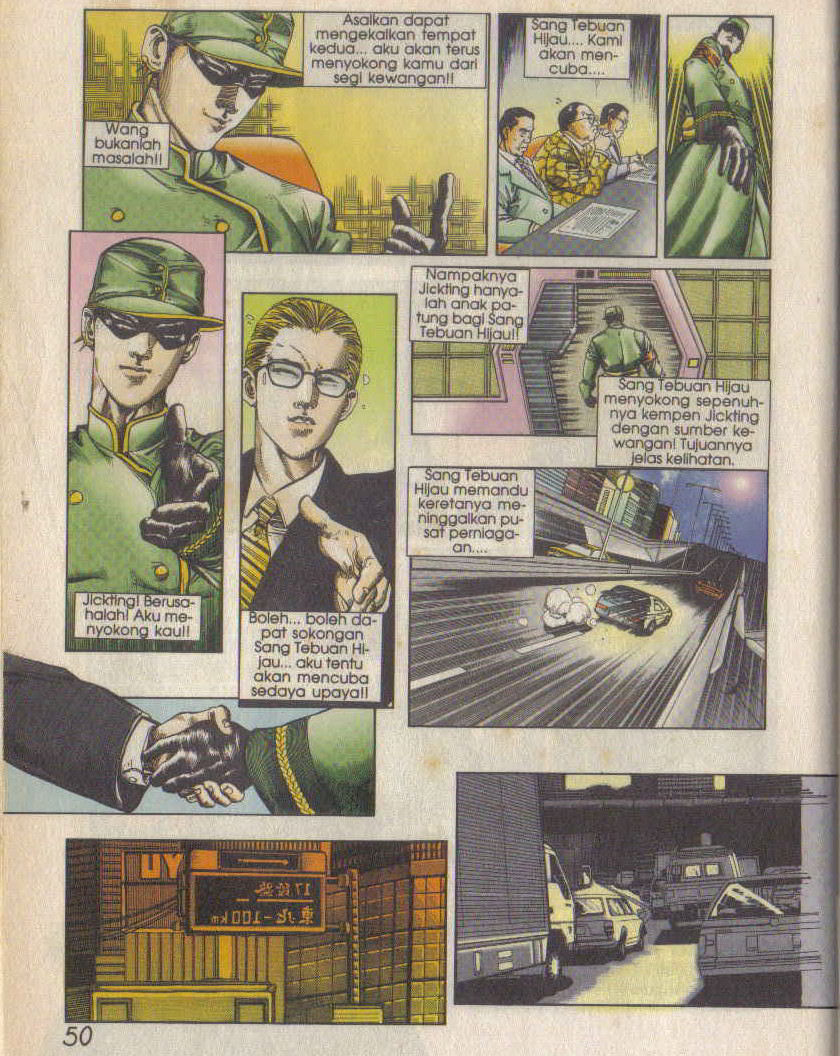 Asalkan dapat
mengekalkan tempat
kedua... aku akan terus
menyokong kamu dari
segi kewangan!!
Wang
bukanlah
masalah!!
Sang Tebuan
Hijau.... Kami
akan men-
cuba....
Jickting! Berusa-
halah! Aku me-
nyokong kau!!
Boleh... boleh da-
pat sokongan
Sang Tebuan Hi-
jau... aku tentu
akan mencuba
sedaya upaya!!
Nampaknya
Jickting hanya-
lah anak pa-
tung bagi Sang
Tebuan Hijau!!
Sang Tebuan Hijau
menyokong sepenuh-
nya kempen Jickting
dengan sumber ke-
wangan! Tujuannya
jelas kelihatan.
Sang Tebuan
Hijau memandu
keretanya me-
ninggalkan pu-
sat perniaga-
an....
UY
東北-100km
50